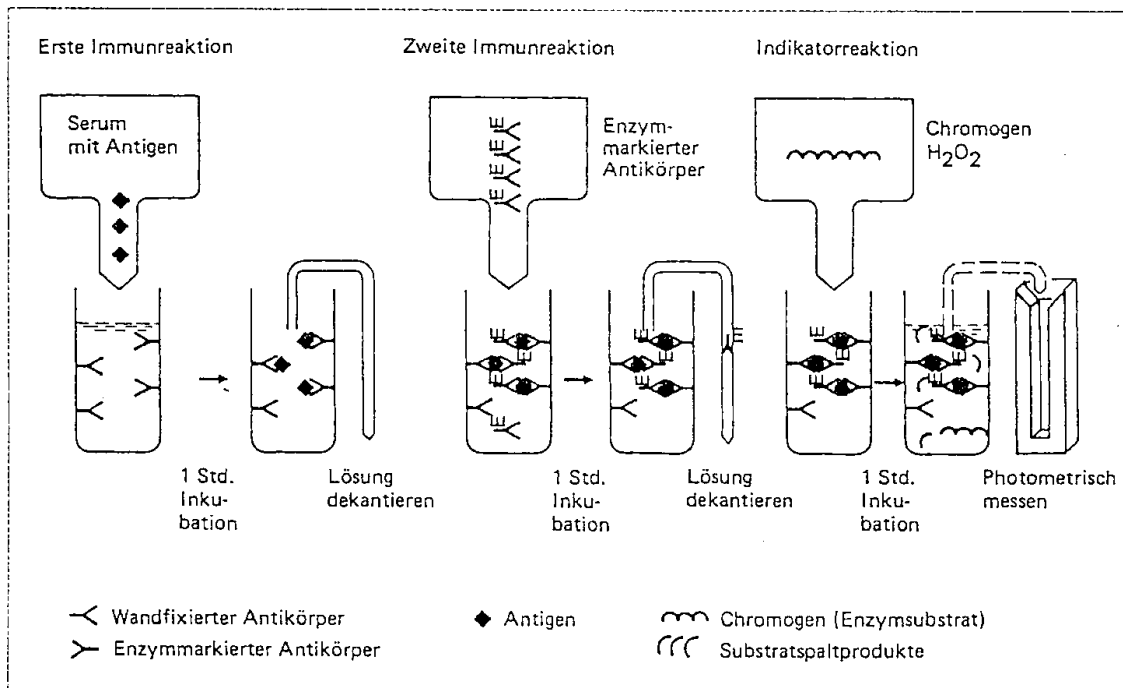 Erste Immunreaktion
Zweite Immunreaktion
Indikatorreaktion
Serum
mit Antigen
E
E
E
E
Enzym-
markierter
Antikörper
Chromogen
H2O2
E
E
E
E
E
E
E
E
E
E
E
E
E
E
1 Std.
Inku-
bation
Lösung
dekantieren
1 Std.
Inku-
bation
Lösung
dekantieren
1 Std.
Inku-
bation
Photometrisch
messen
Wandfixierter Antikörper
Antigen
Chromogen (Enzymsubstrat)
Enzymmarkierter Antikörper
Substratspaltprodukte